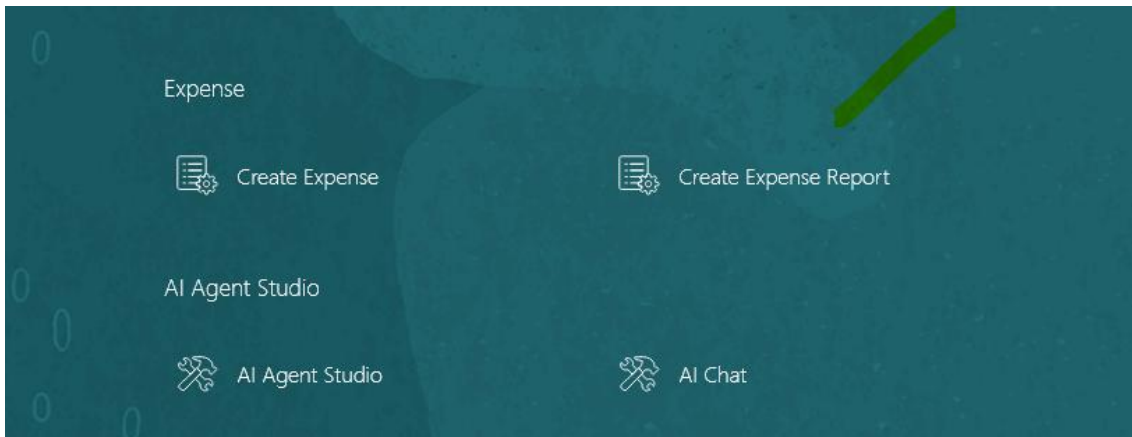 Expense
Create Expense
Create Expense Report
AI Agent Studio
AI Agent Studio
AI Chat